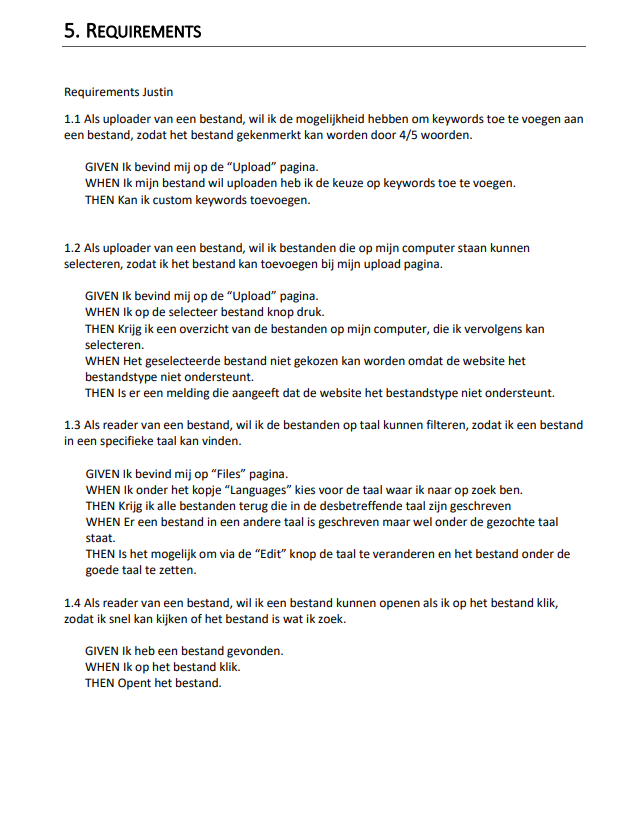 5. REQUIREMENTS
Requirements Justin
1.1 Als uploader van een bestand, wil ik de mogelijkheid hebben om keywords toe te voegen aan
een bestand, zodat het bestand gekenmerkt kan worden door 4/5 woorden.
GIVEN Ik bevind mij op de “Upload” pagina.
WHEN Ik mijn bestand wil uploaden heb ik de keuze op keywords toe te voegen.
THEN Kan ik custom keywords toevoegen.
1.2 Als uploader van een bestand, wil ik bestanden die op mijn computer staan kunnen
selecteren, zodat ik het bestand kan toevoegen bij mijn upload pagina.
GIVEN Ik bevind mij op de “Upload” pagina.
WHEN Ik op de selecteer bestand knop druk.
THEN Krijg ik een overzicht van de bestanden op mijn computer, die ik vervolgens kan
selecteren.
WHEN Het geselecteerde bestand niet gekozen kan worden omdat de website het
bestandstype niet ondersteunt.
THEN Is er een melding die aangeeft dat de website het bestandstype niet ondersteunt.
1.3 Als reader van een bestand, wil ik de bestanden op taal kunnen filteren, zodat ik een bestand
in een specifieke taal kan vinden.
GIVEN Ik bevind mij op “Files” pagina.
WHEN Ik onder het kopje “Languages” kies voor de taal waar ik naar op zoek ben.
THEN Krijg ik alle bestanden terug die in de desbetreffende taal zijn geschreven
WHEN Er een bestand in een andere taal is geschreven maar wel onder de gezochte taal
staat.
THEN Is het mogelijk om via de “Edit” knop de taal te veranderen en het bestand onder de
goede taal te zetten.
1.4 Als reader van een bestand, wil ik een bestand kunnen openen als ik op het bestand klik,
zodat ik snel kan kijken of het bestand is wat ik zoek.
GIVEN Ik heb een bestand gevonden.
WHEN Ik op het bestand klik.
THEN Opent het bestand.